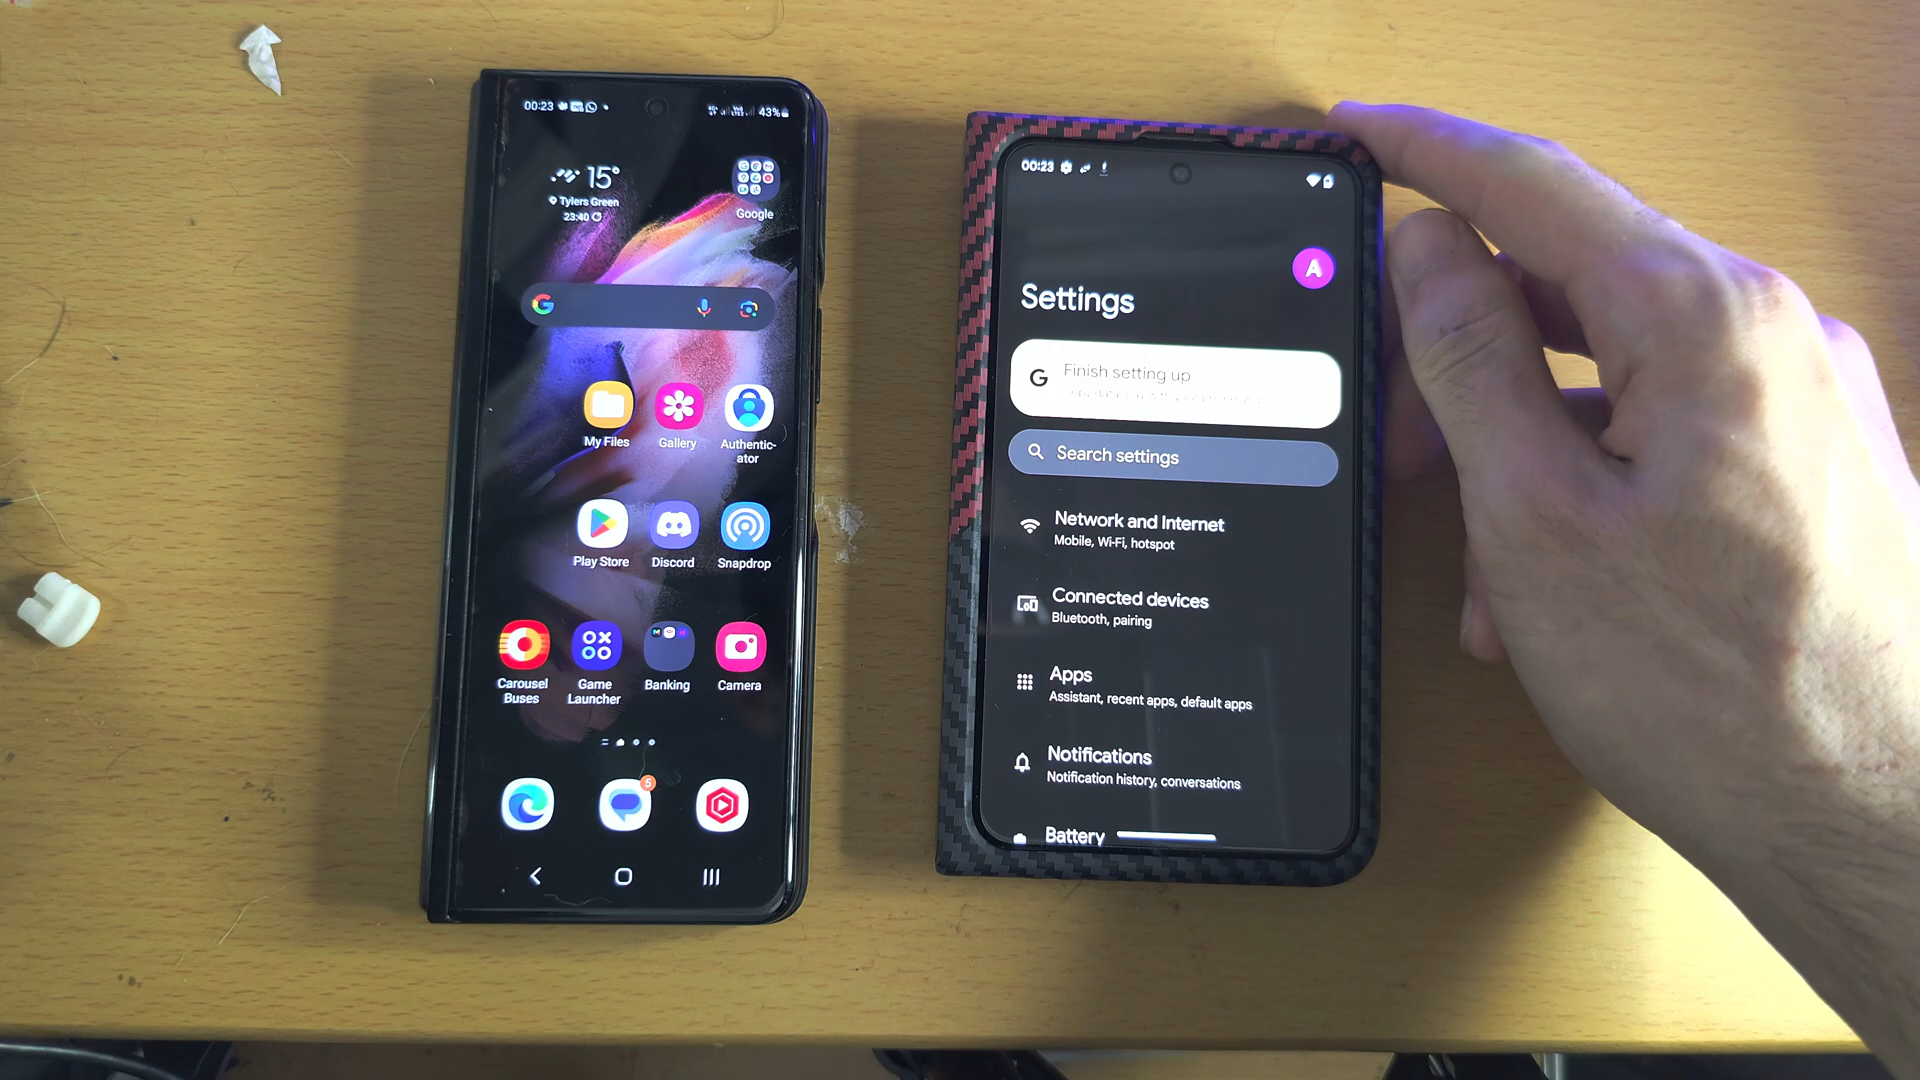 00:23
43%
15°
Tylers Green
23:40
Google
My Files
Gallery
Authentic-
ator
Play Store
Discord
Snapdrop
Carousel
Buses
Game
Launcher
Banking
Camera
5
00:23
A
Settings
G
Finish setting up
Search settings
Network and Internet
Mobile, Wi-Fi, hotspot
Connected devices
Bluetooth, pairing
Apps
Assistant, recent apps, default apps
Notifications
Notification history, conversations
Battery